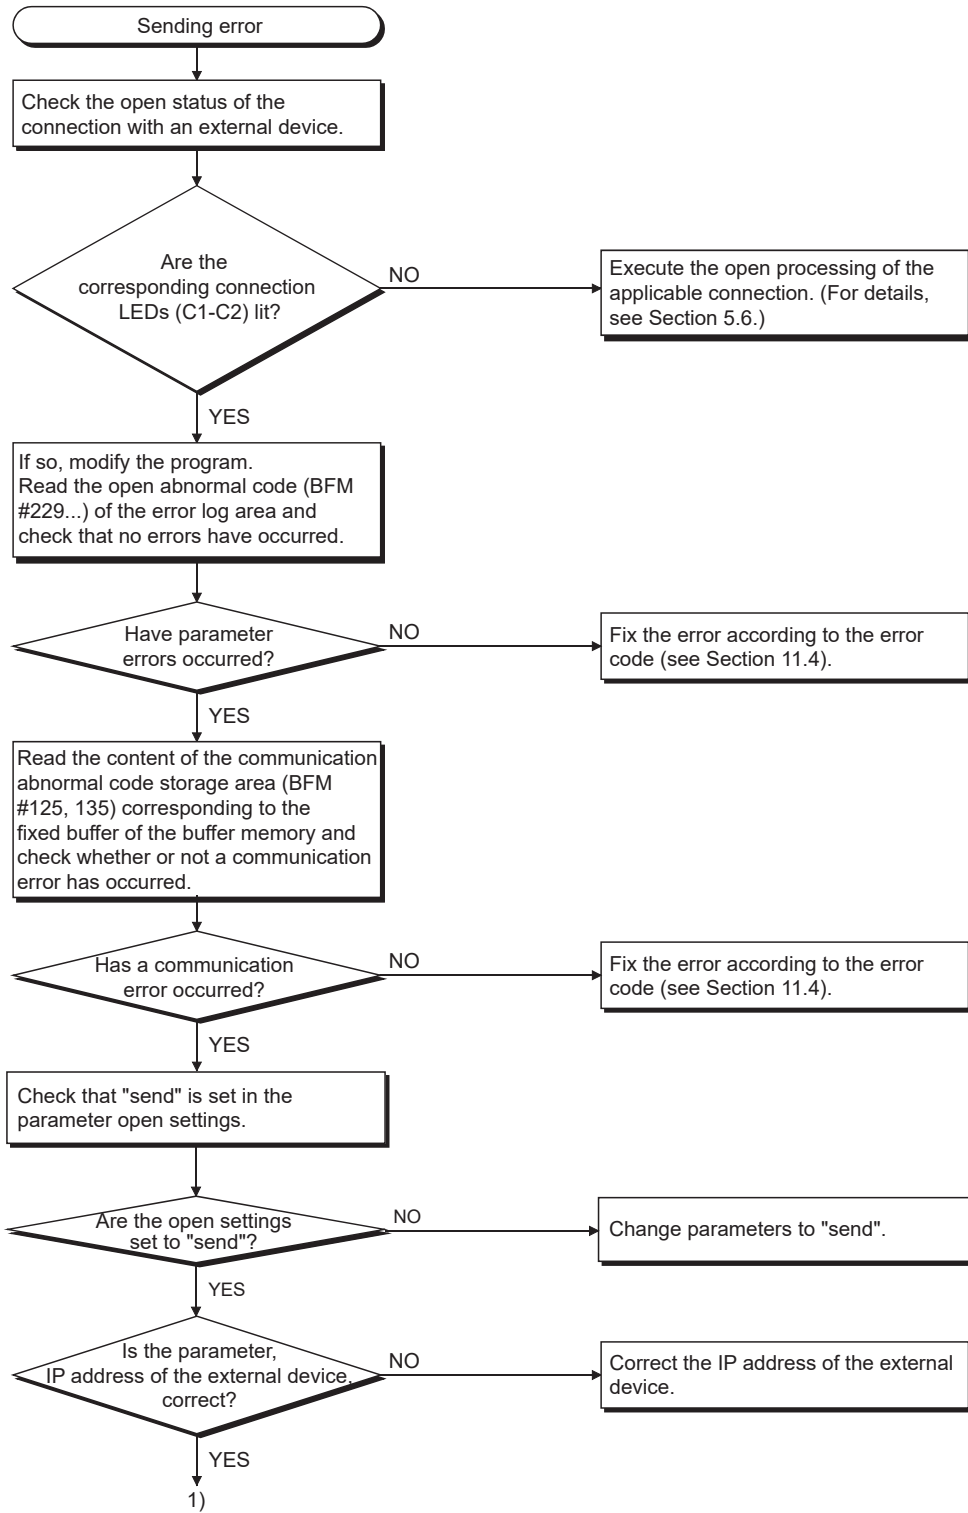 Sending error
Check the open status of the
connection with an external device.
Are the
corresponding connection
LEDs (C1-C2) lit?
NO
Execute the open processing of the
applicable connection. (For details,
see Section 5.6.)
YES
If so, modify the program.
Read the open abnormal code (BFM
#229...) of the error log area and
check that no errors have occurred.
Have parameter
errors occurred?
NO
Fix the error according to the error
code (see Section 11.4).
YES
Read the content of the communication
abnormal code storage area (BFM
#125, 135) corresponding to the
fixed buffer of the buffer memory and
check whether or not a communication
error has occurred.
Has a communication
error occurred?
NO
Fix the error according to the error
code (see Section 11.4).
YES
Check that "send" is set in the
parameter open settings.
Are the open settings
set to "send"?
NO
Change parameters to "send".
YES
Is the parameter,
IP address of the external device,
correct?
NO
Correct the IP address of the external
device.
YES
1)